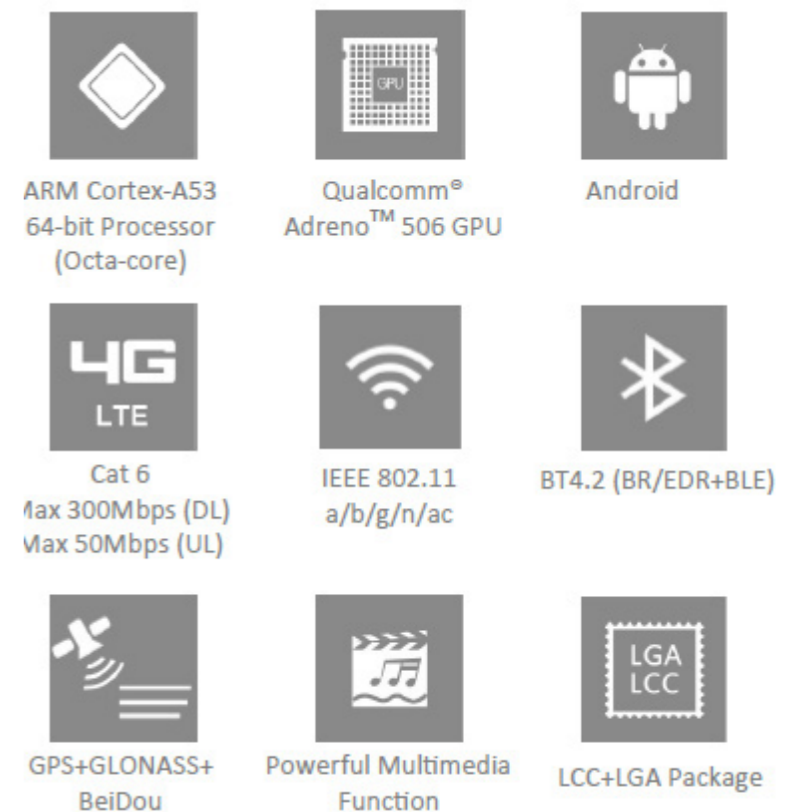 GPU
ARM Cortex-A53
64-bit Processor
(Octa-core)
Qualcomm®
Adreno™ 506 GPU
Android
4G
LTE
Cat 6
Max 300Mbps (DL)
Max 50Mbps (UL)
IEEE 802.11
a/b/g/n/ac
BT4.2 (BR/EDR+BLE)
GPS+GLONASS+
BeiDou
Powerful Multimedia
Function
LGA
LCC
LCC+LGA Package